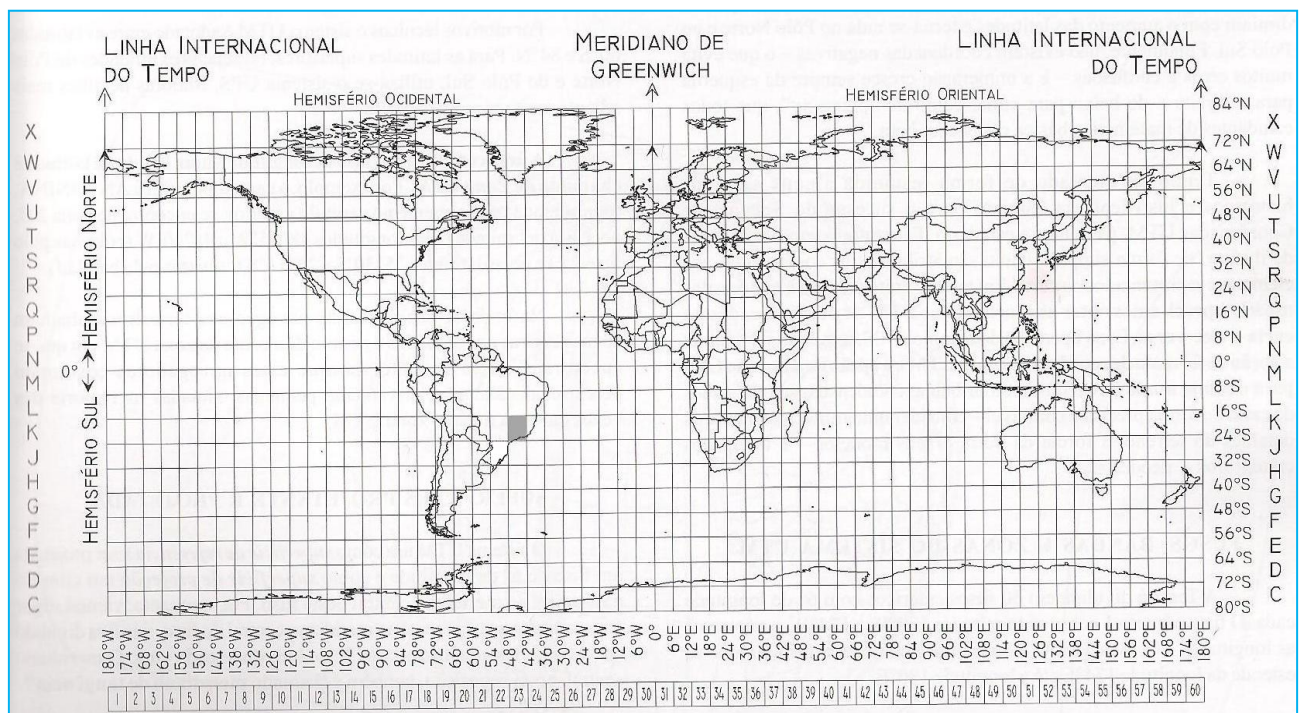 LINHA INTERNACIONAL
DO TEMPO
MERIDIANO DE
GREENWICH
LINHA INTERNACIONAL
DO TEMPO
HEMISFÉRIO OCIDENTAL
HEMISFÉRIO ORIENTAL
X
W
V
U
T
S
R
Q
P
N
M
L
K
J
H
G
F
E
D
C
HEMISFÉRIO NORTE
0°
HEMISFÉRIO SUL
84°N
72°N
64°N
56°N
48°N
40°N
32°N
24°N
16°N
8°N
0°
8°S
16°S
24°S
32°S
40°S
48°S
56°S
64°S
72°S
80°S
X
W
V
U
T
S
R
Q
P
N
M
L
K
J
H
G
F
E
D
C
180°W 174°W 168°W 162°W 156°W 150°W 144°W 138°W 132°W 126°W 120°W 114°W 108°W 102°W 96°W 90°W 84°W 78°W 72°W 66°W 60°W 54°W 48°W 42°W 36°W 30°W 24°W 18°W 12°W 6°W 0° 6°E 12°E 18°E 24°E 30°E 36°E 42°E 48°E 54°E 60°E 66°E 72°E 78°E 84°E 90°E 96°E 102°E 108°E 114°E 120°E 126°E 132°E 138°E 144°E 150°E 156°E 162°E 168°E 174°E 180°E
1 2 3 4 5 6 7 8 9 10 11 12 13 14 15 16 17 18 19 20 21 22 23 24 25 26 27 28 29 30 31 32 33 34 35 36 37 38 39 40 41 42 43 44 45 46 47 48 49 50 51 52 53 54 55 56 57 58 59 60